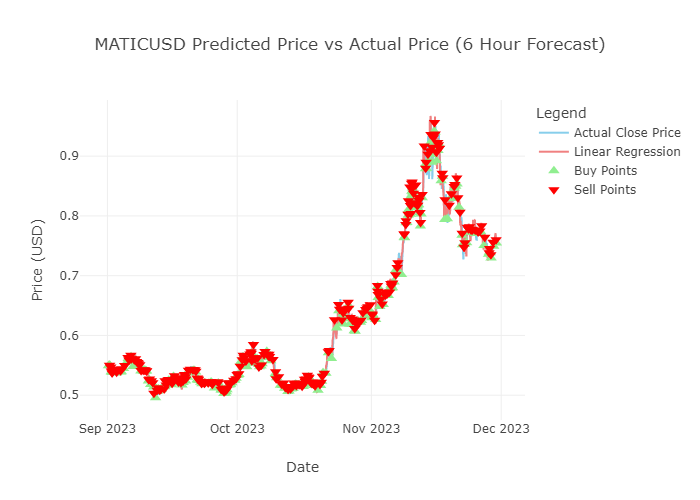 MATICUSD Predicted Price vs Actual Price (6 Hour Forecast)
Legend
Actual Close Price
Linear Regression
Buy Points
Sell Points
Price (USD)
0.9
0.8
0.7
0.6
0.5
Sep 2023 Oct 2023 Nov 2023 Dec 2023
Date